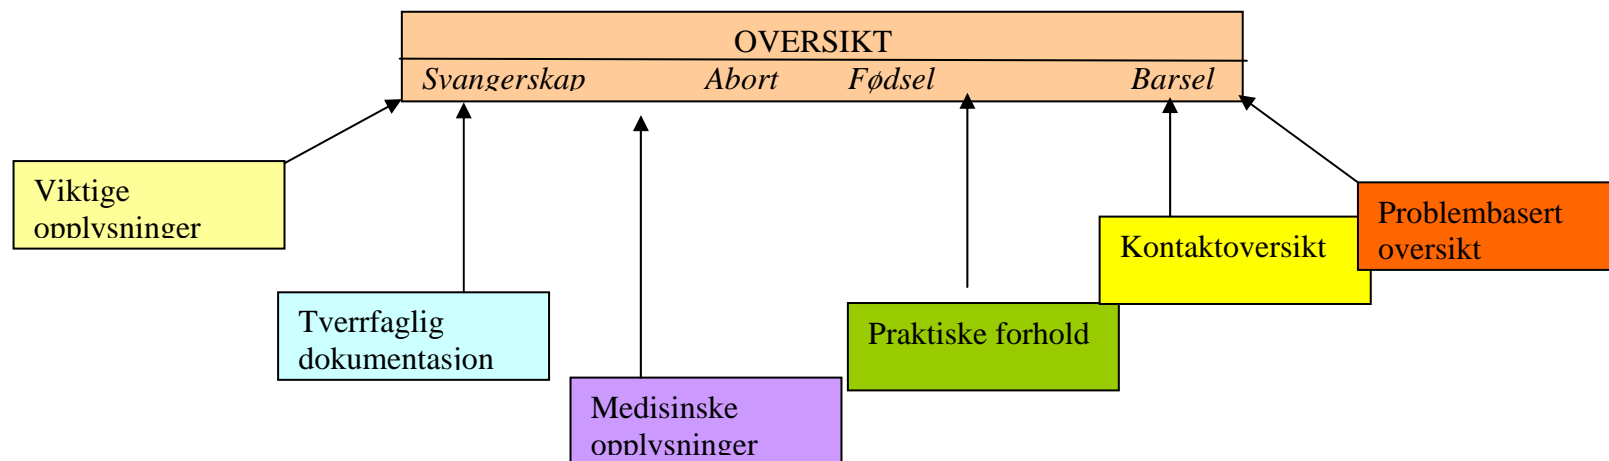 OVERSIKT
Svangerskap Abort Fødsel Barsel
Viktige
opplysninger
Problembasert
oversikt
Kontaktoversikt
Tverrfaglig
dokumentasjon
Praktiske forhold
Medisinske
opplysninger